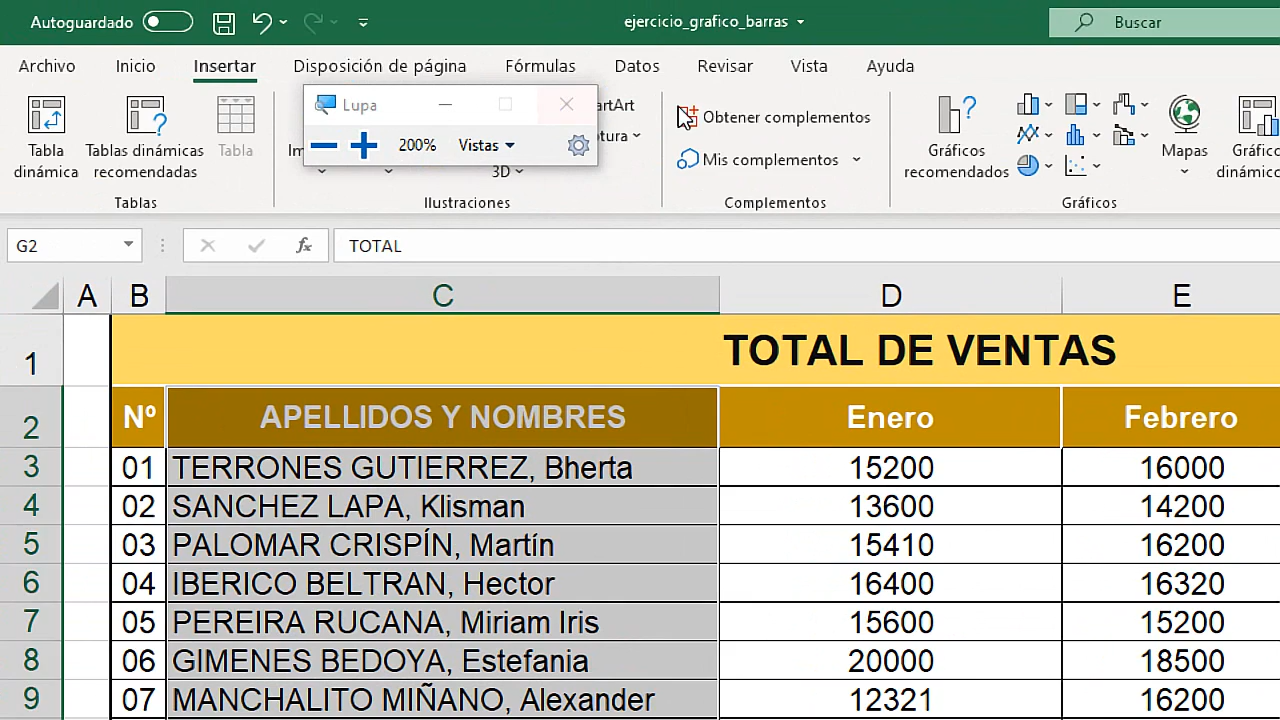 Autoguardado
ejercicio_grafico_barras
Buscar
Archivo Inicio Insertar Disposición de página Fórmulas Datos Revisar Vista Ayuda
Lupa
200% Vistas
artArt
tura
Im
3D
Tabla dinámica
Tablas dinámicas recomendadas
Tabla
Obtener complementos
Mis complementos
Gráficos recomendados
Mapas
Gráfico dinámico
Tablas Ilustraciones Complementos Gráficos
G2 fx TOTAL
A B C D E
1 TOTAL DE VENTAS
2 Nº APELLIDOS Y NOMBRES Enero Febrero
3 01 TERRONES GUTIERREZ, Bherta 15200 16000
4 02 SANCHEZ LAPA, Klisman 13600 14200
5 03 PALOMAR CRISPÍN, Martín 15410 16200
6 04 IBERICO BELTRAN, Hector 16400 16320
7 05 PEREIRA RUCANA, Miriam Iris 15600 15200
8 06 GIMENES BEDOYA, Estefania 20000 18500
9 07 MANCHALITO MIÑANO, Alexander 12321 16200